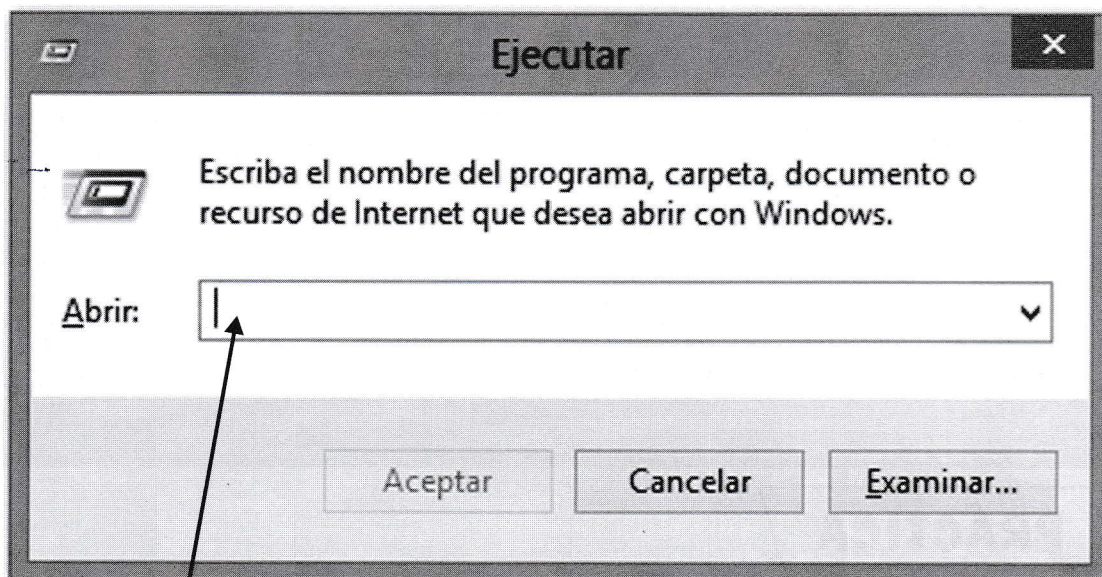 Ejecutar
Escriba el nombre del programa, carpeta, documento o
recurso de Internet que desea abrir con Windows.
Abrir:
Aceptar
Cancelar
Examinar...